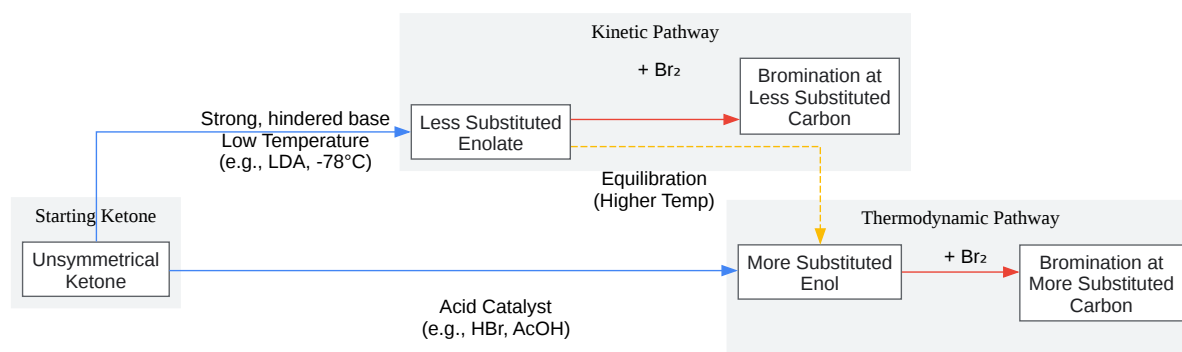 Kinetic Pathway
+ Br₂
Bromination at
Less Substituted
Carbon
Strong, hindered base
Low Temperature
(e.g., LDA, -78°C)
Less Substituted
Enolate
Equilibration
(Higher Temp)
Starting Ketone
Unsymmetrical
Ketone
Thermodynamic Pathway
More Substituted
Enol
+ Br₂
Bromination at
More Substituted
Carbon
Acid Catalyst
(e.g., HBr, AcOH)